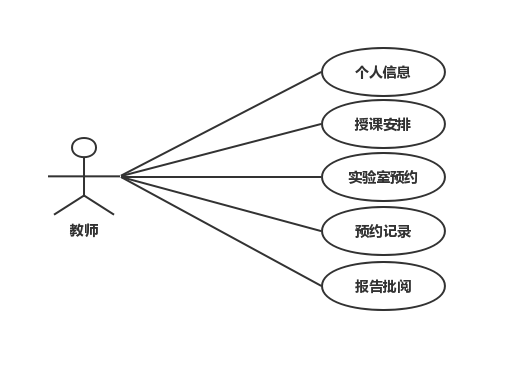 个人信息
授课安排
实验室预约
预约记录
报告批阅
教师